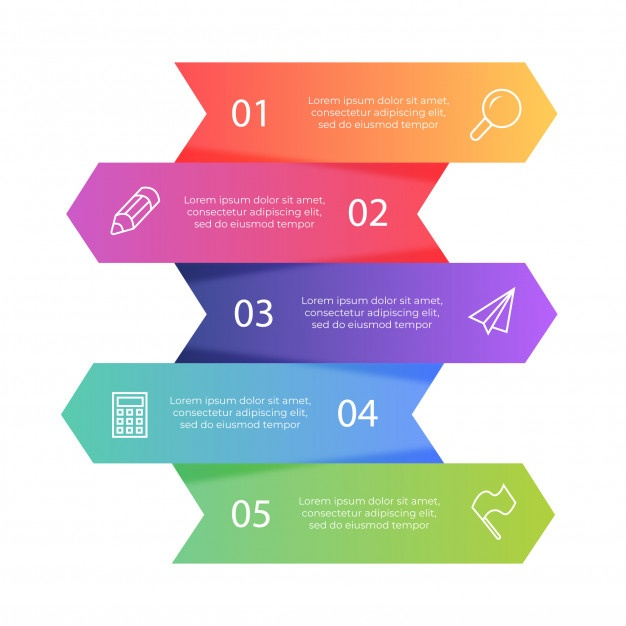 01
Lorem ipsum dolor sit amet,
consectetur adipiscing elit, sed
do eiusmod tempor
Lorem ipsum dolor sit amet,
consectetur adipiscing elit, sed
do eiusmod tempor
02
03
Lorem ipsum dolor sit amet,
consectetur adipiscing elit, sed
do eiusmod tempor
Lorem ipsum dolor sit amet,
consectetur adipiscing elit, sed
do eiusmod tempor
04
05
Lorem ipsum dolor sit amet,
consectetur adipiscing elit, sed
do eiusmod tempor